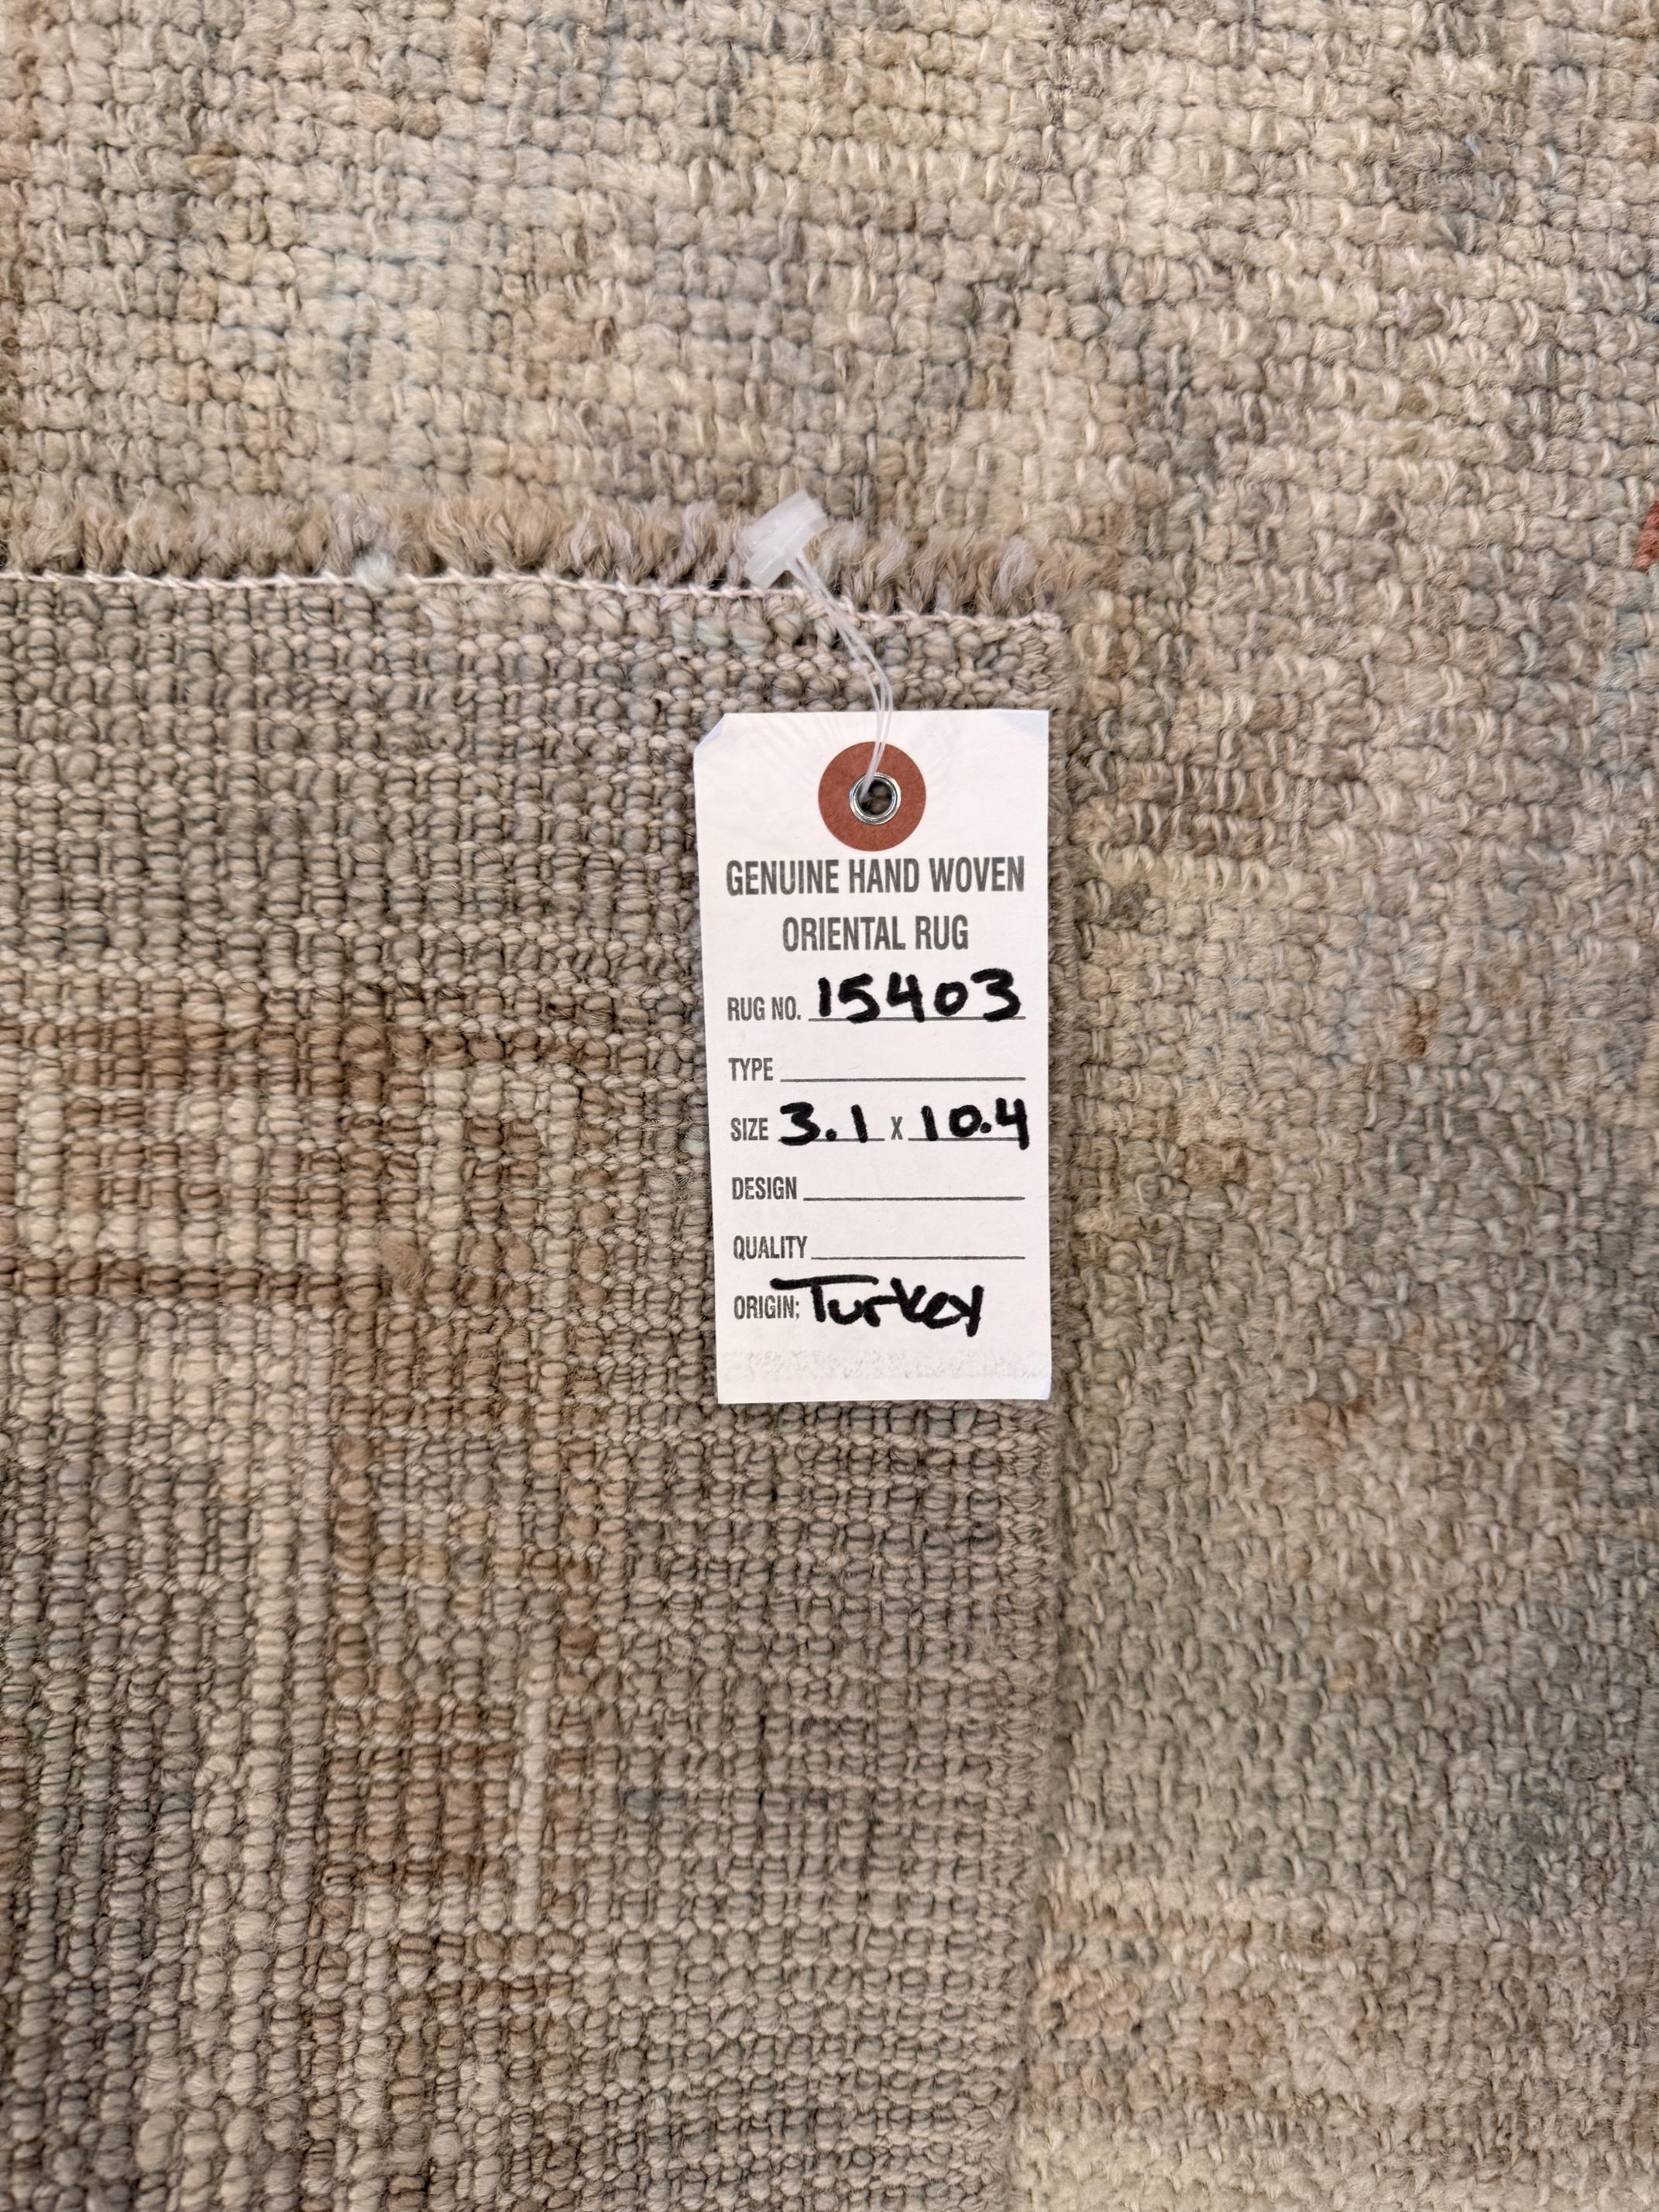 GENUINE HAND WOVEN
ORIENTAL RUG
RUG NO. 15403
TYPE
SIZE 3.1 X 10.4
DESIGN
QUALITY
ORIGIN: Turkey